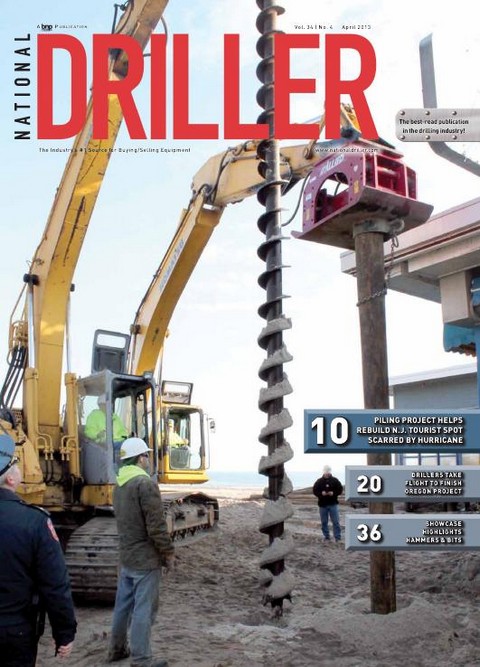 A bnp PUBLICATION
Vol. 34 | No. 4 April 2013
NATIONAL
DRILLER
The best-read publication
in the drilling industry!
The Industry's #1 Source for Buying/Selling Equipment
www.nationaldriller.com
10
PILING PROJECT HELPS
REBUILD N.J. TOURIST SPOT
SCARRED BY HURRICANE
20
DRILLERS TAKE
FLIGHT TO FINISH
OREGON PROJECT
36
SHOWCASE
HIGHLIGHTS
HAMMERS & BITS